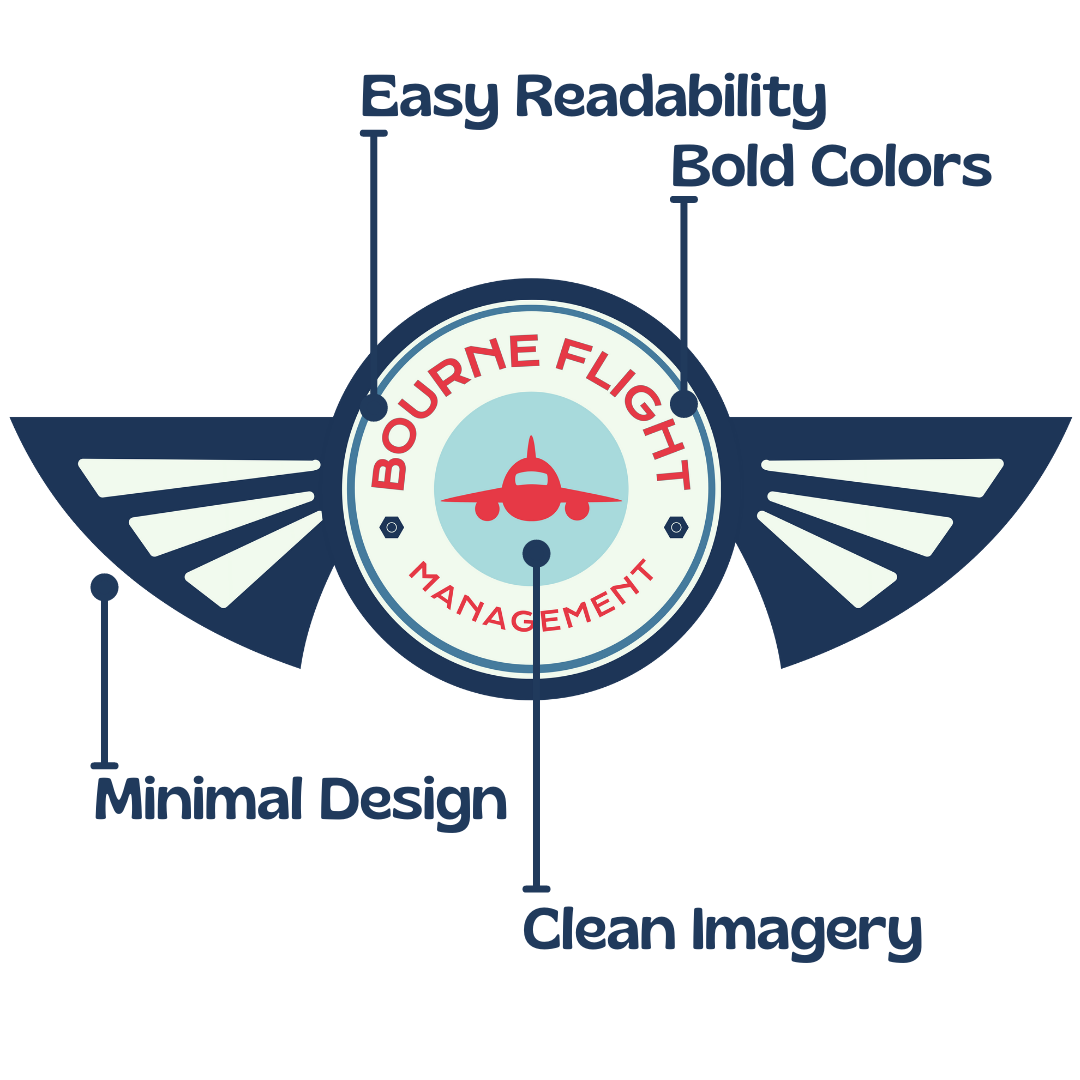 Easy Readability
Bold Colors
BOURNE FLIGHT
MANAGEMENT
Minimal Design
Clean Imagery